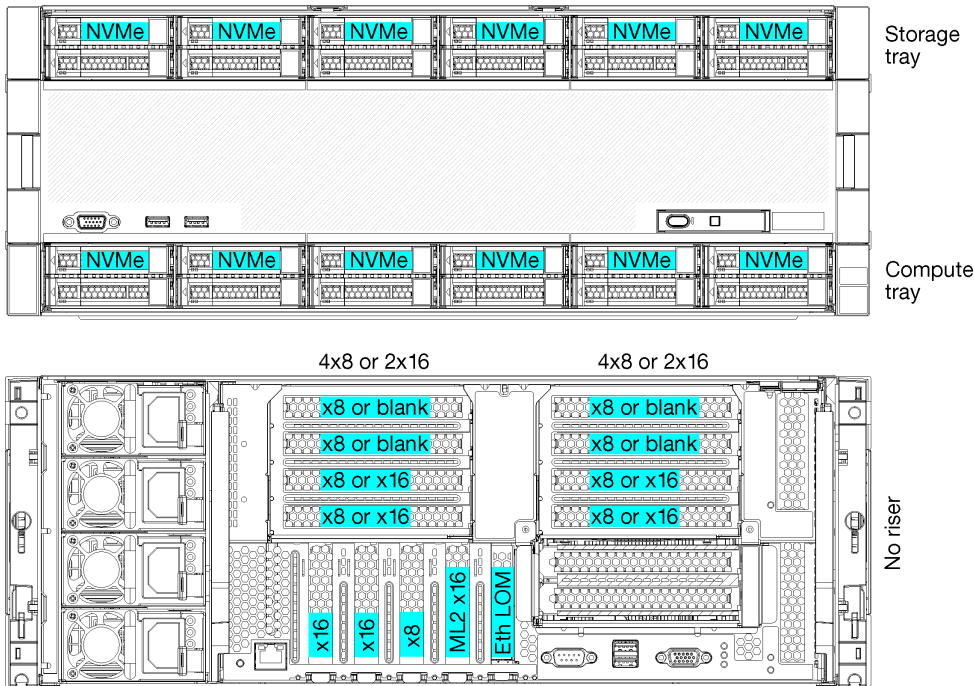 NVMe NVMe NVMe NVMe NVMe NVMe
Storage
tray
NVMe NVMe NVMe NVMe NVMe NVMe
Compute
tray
4x8 or 2x16 4x8 or 2x16
x8 or blank x8 or blank
x8 or blank x8 or blank
x8 or x16 x8 or x16
x8 or x16 x8 or x16
No riser
x16
x16
x8
ML2 x16
Eth LOM